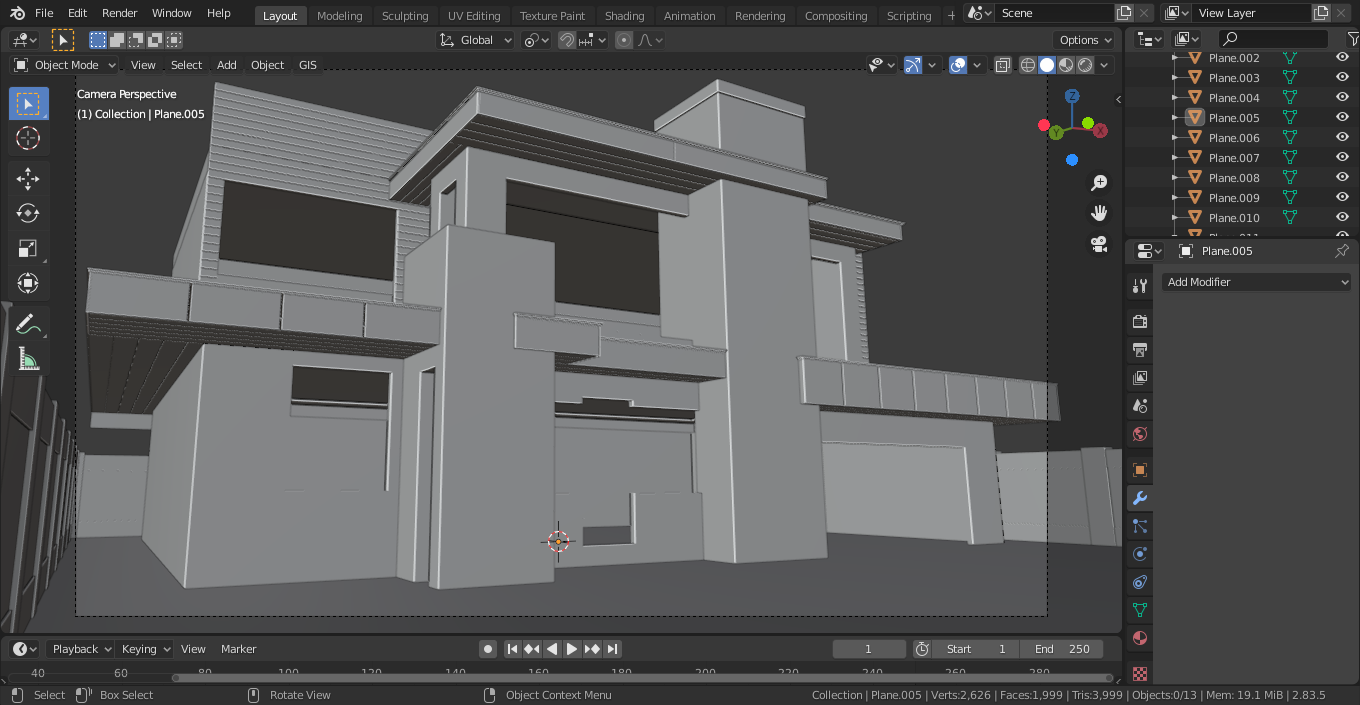 File Edit Render Window Help Layout Modeling Sculpting UV Editing Texture Paint Shading Animation Rendering Compositing Scripting + Scene View Layer
Global Options
Object Mode View Select Add Object GIS
Camera Perspective
(1) Collection | Plane.005
Z
Y X
Plane.002
Plane.003
Plane.004
Plane.005
Plane.006
Plane.007
Plane.008
Plane.009
Plane.010
Plane.005
Add Modifier
Playback Keying View Marker 1 Start 1 End 250
40 60 80 100 120 140 160 180 200 220 240 260 280
Select Box Select Rotate View Object Context Menu Collection | Plane.005 | Verts:2,626 | Faces:1,999 | Tris:3,999 | Objects:0/13 | Mem: 19.1 MiB | 2.83.5